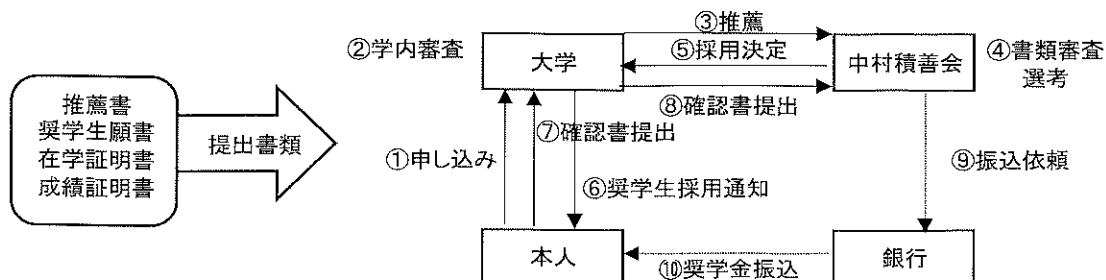 推薦書
奨学生願書
在学証明書
成績証明書
提出書類
②学内審査
大学
③推薦
⑤採用決定
⑧確認書提出
中村積善会
④書類審査
選考
①申し込み
⑦確認書提出
⑥奨学生採用通知
⑨振込依頼
本人
⑩奨学金振込
銀行